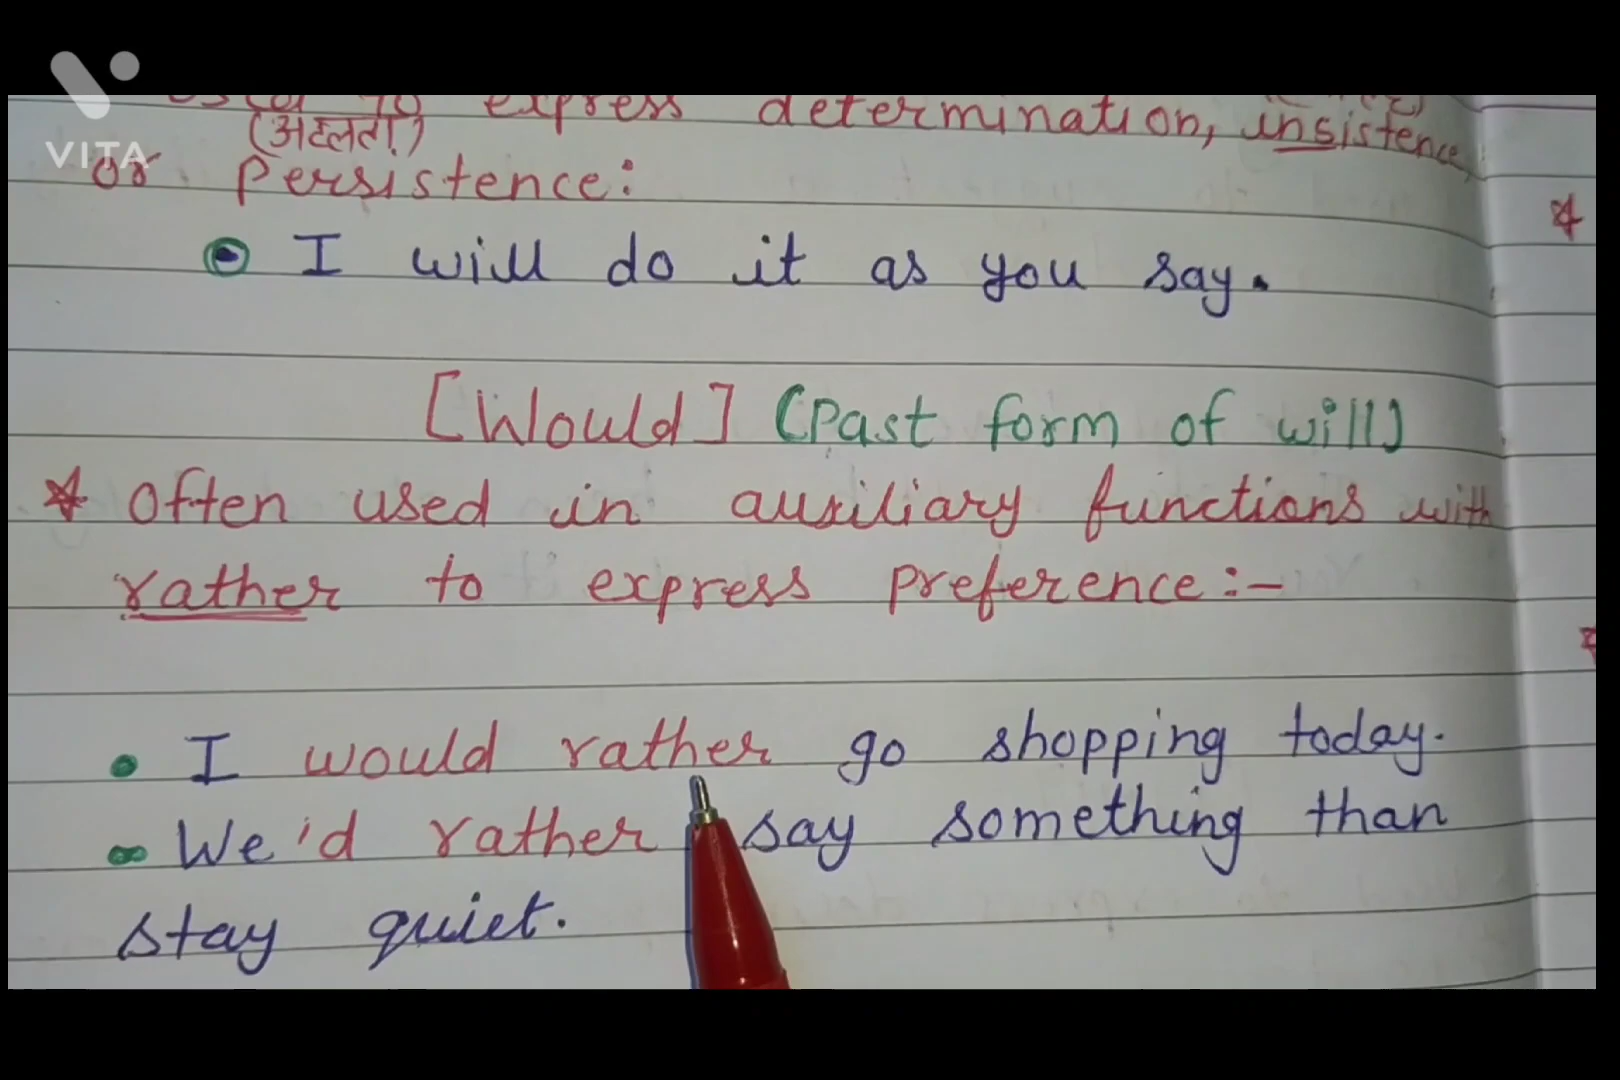 to express determination, insistence,
(अटलता)
or Persistence:
I will do it as you say.
[Would] (Past form of will)
* Often used in auxiliary functions with
rather to express preference:-
• I would rather go shopping today.
We'd rather say something than
stay quiet.
VITA